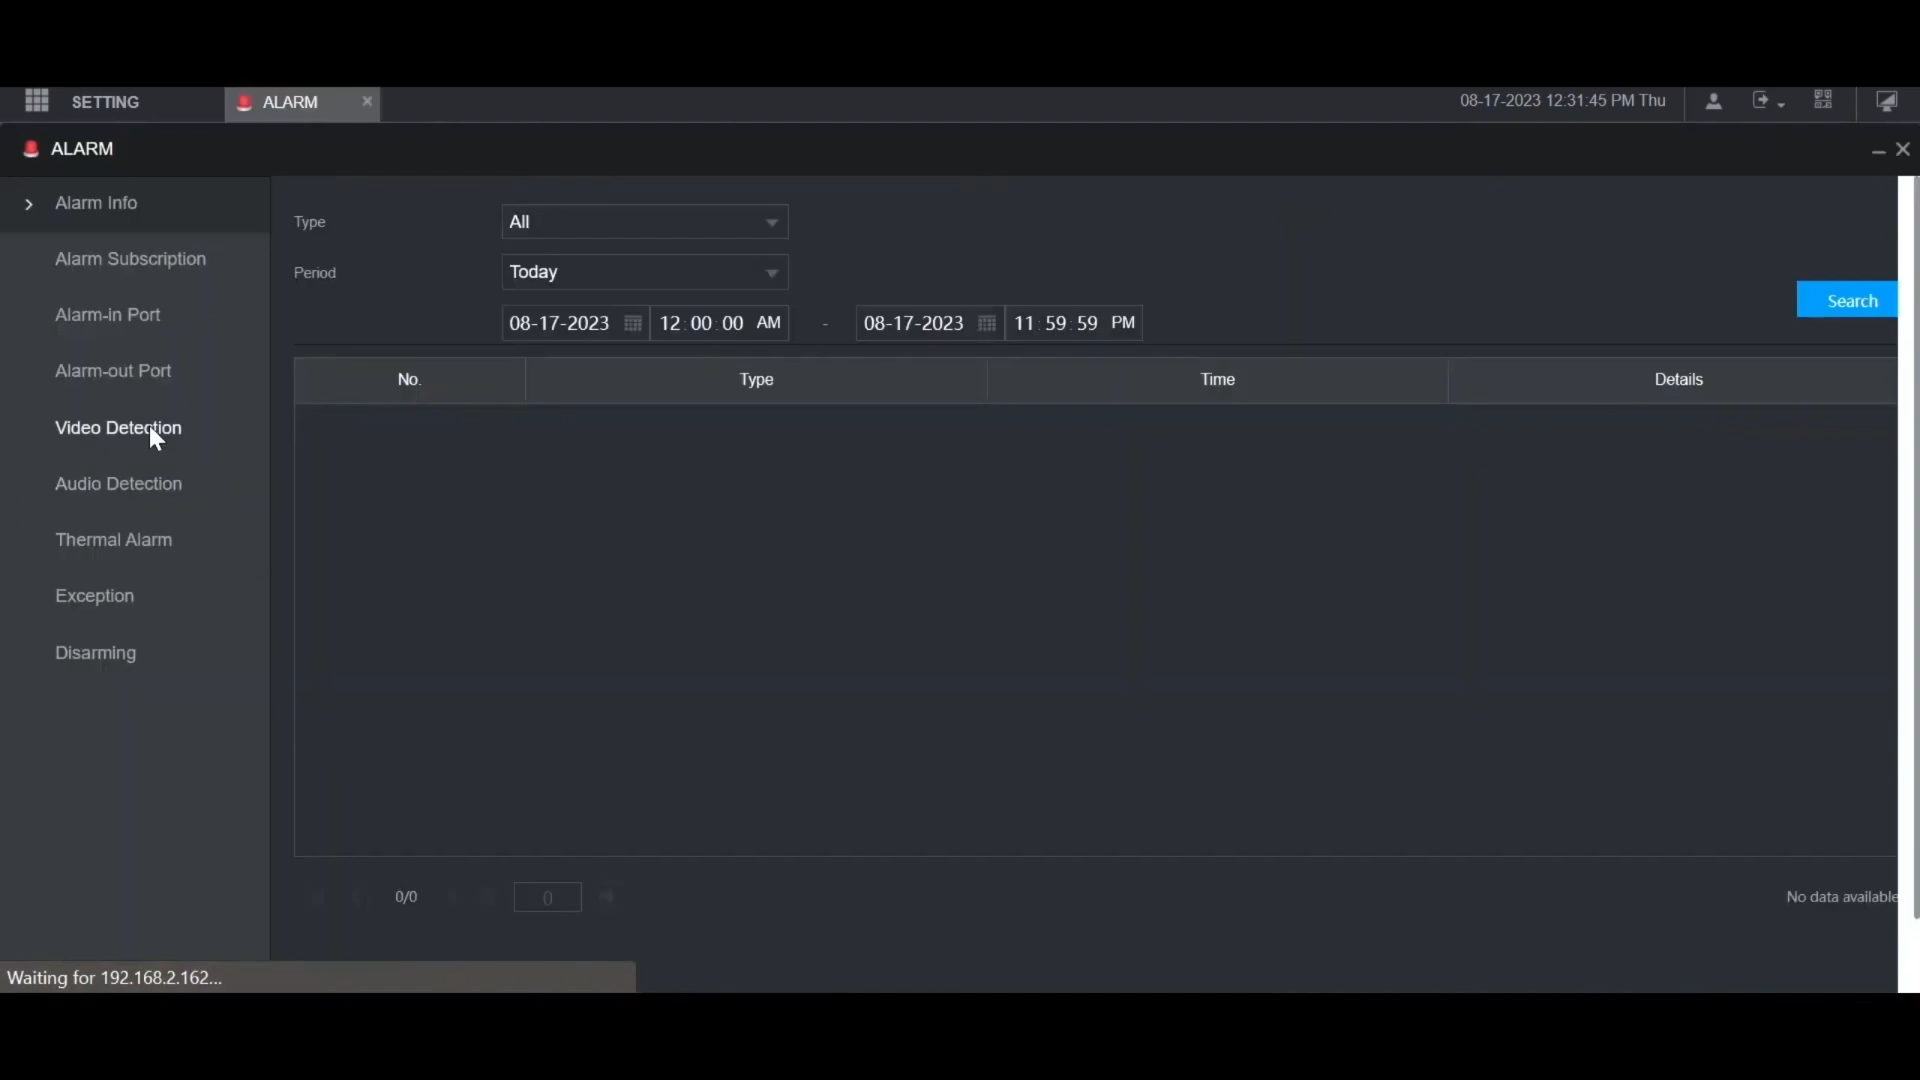 SETTING
ALARM
08-17-2023 12:31:45 PM Thu
ALARM
Alarm Info
Alarm Subscription
Alarm-in Port
Alarm-out Port
Video Detection
Audio Detection
Thermal Alarm
Exception
Disarming
Type All
Period Today
08-17-2023 12:00:00 AM - 08-17-2023 11:59:59 PM
Search
No. Type Time Details
0/0 0
No data available
Waiting for 192.168.2.162...